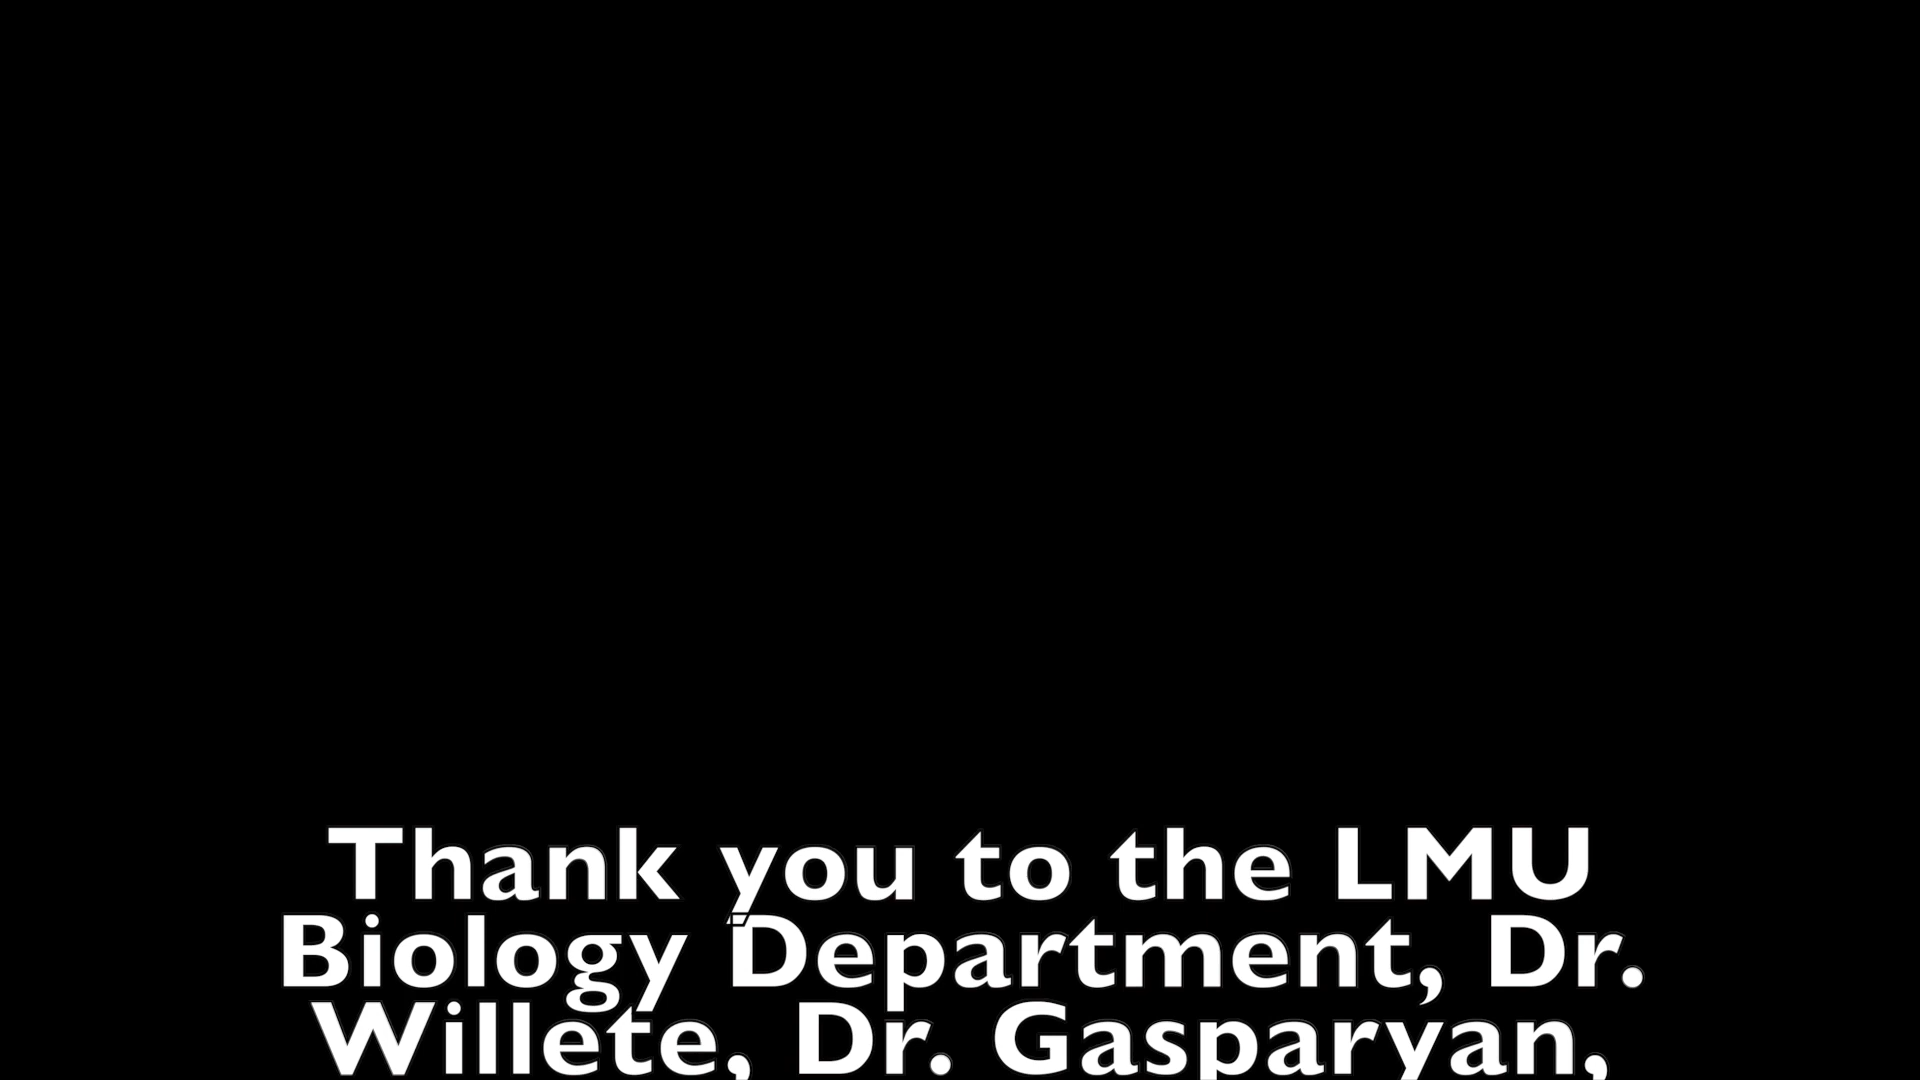 Thank you to the LMU
Biology Department, Dr.
Willete, Dr. Gasparyan,